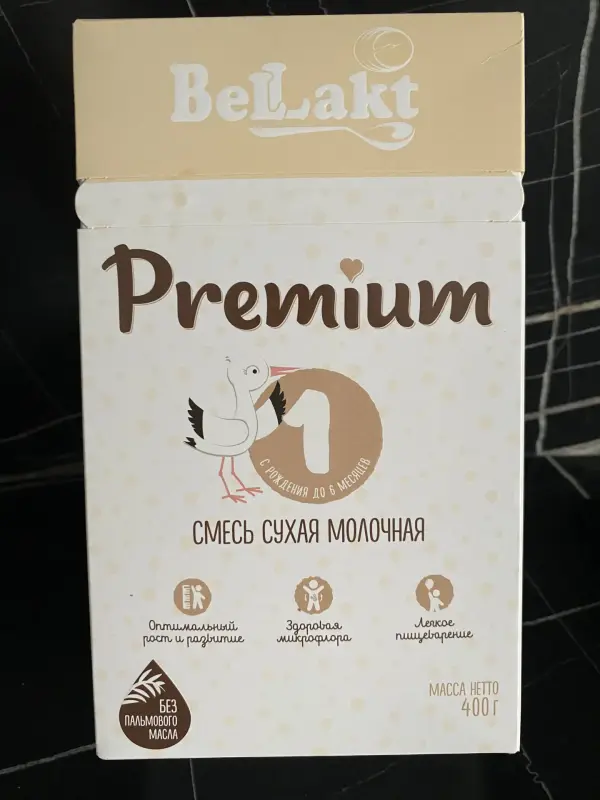 BeLLakt
Premium
1
С РОЖДЕНИЯ ДО 6 МЕСЯЦЕВ
СМЕСЬ СУХАЯ МОЛОЧНАЯ
Оптимальный
рост и развитие
Здоровая
микрофлора
Легкое
пищеварение
БЕЗ
ПАЛЬМОВОГО
МАСЛА
МАССА НЕТТО
400 г